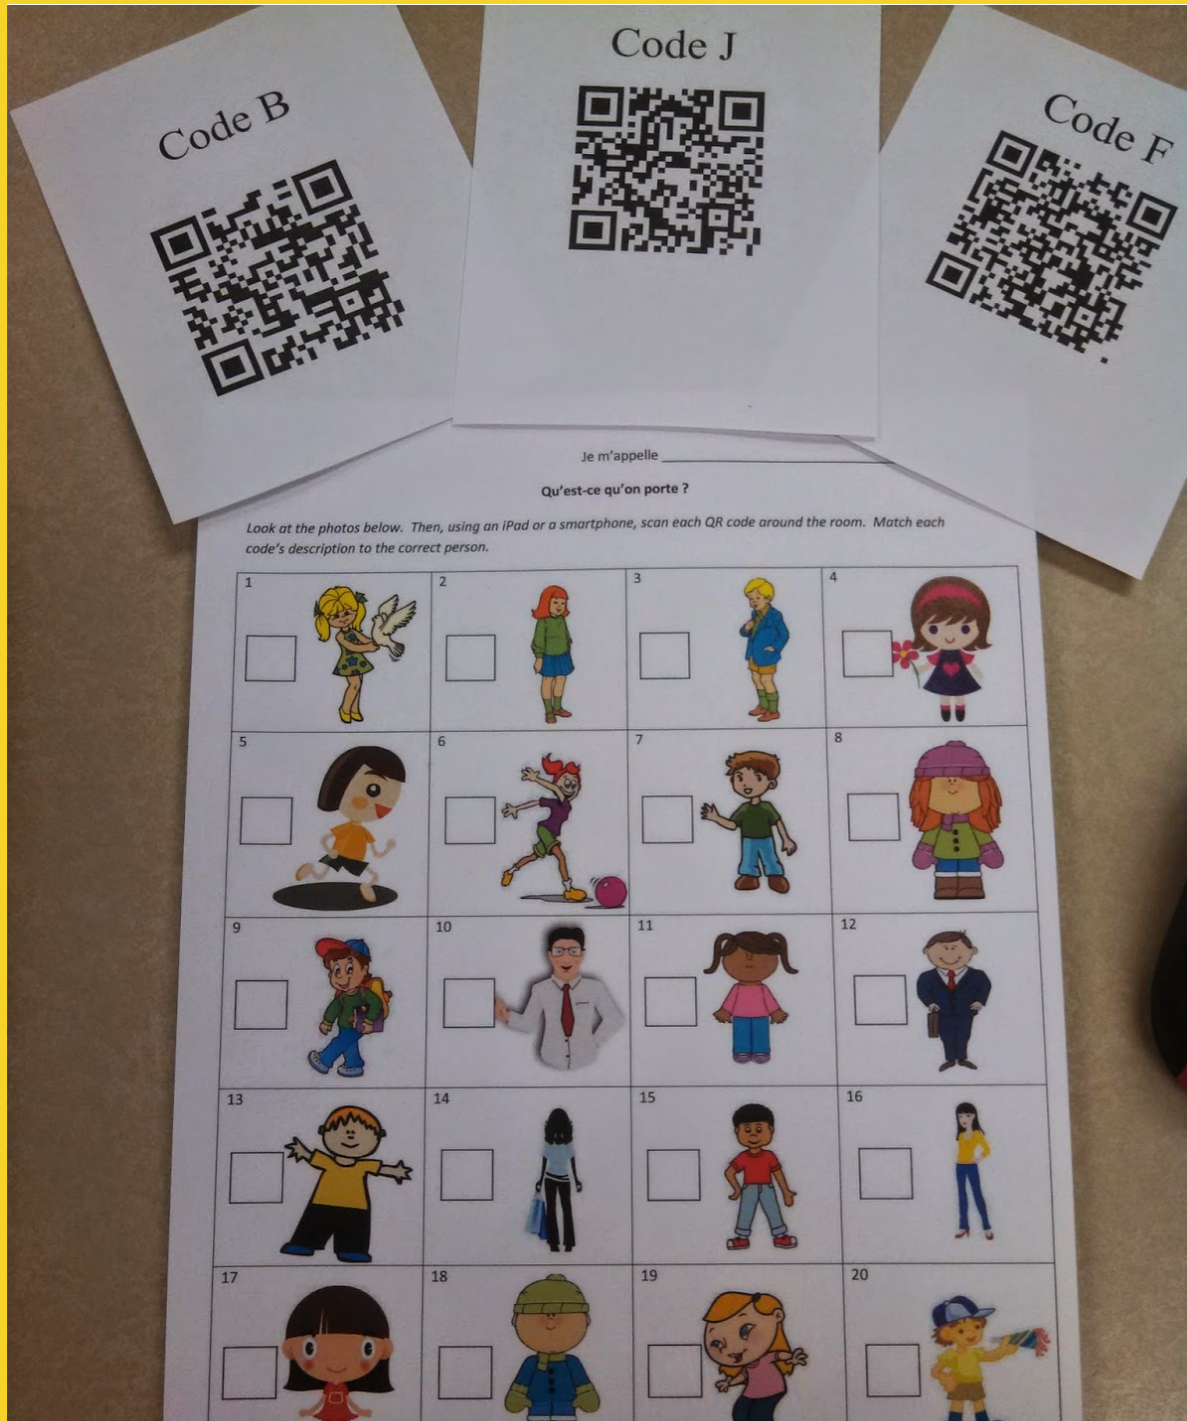 Code B
Code J
Code F
Je m'appelle
Qu'est-ce qu'on porte ?
Look at the photos below. Then, using an iPad or a smartphone, scan each QR code around the room. Match each
code's description to the correct person.
1
2
3
4
5
6
7
8
9
10
11
12
13
14
15
16
17
18
19
20